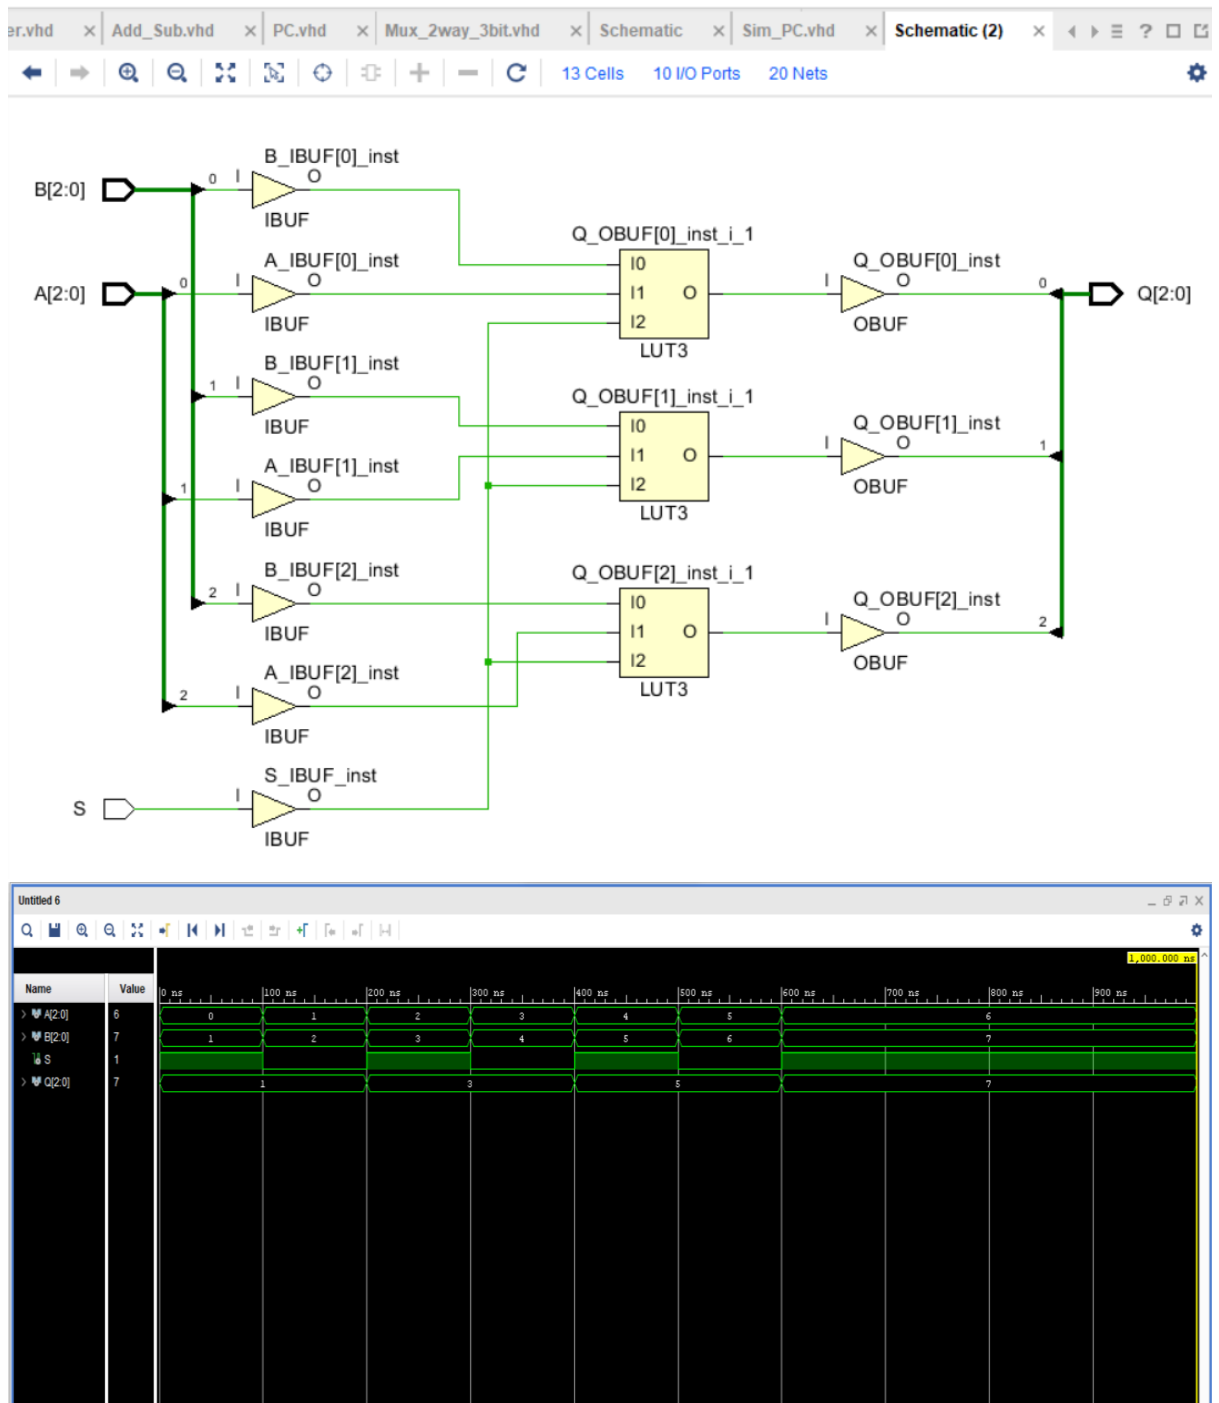 er.vhd × Add_Sub.vhd × PC.vhd × Mux_2way_3bit.vhd × Schematic × Sim_PC.vhd × Schematic (2) × ?
13 Cells 10 I/O Ports 20 Nets
B_IBUF[0]_inst
B[2:0] 0 I O
IBUF
Q_OBUF[0]_inst_i_1
A_IBUF[0]_inst I0 Q_OBUF[0]_inst
A[2:0] 0 I O I1 O I O 0 Q[2:0]
IBUF I2 OBUF
LUT3
B_IBUF[1]_inst
1 I O Q_OBUF[1]_inst_i_1
IBUF I0 Q_OBUF[1]_inst
A_IBUF[1]_inst I1 O I O 1
1 I O I2 OBUF
IBUF LUT3
B_IBUF[2]_inst Q_OBUF[2]_inst_i_1
2 I O I0 Q_OBUF[2]_inst
IBUF I1 O I O 2
A_IBUF[2]_inst I2 OBUF
2 I O LUT3
IBUF
S_IBUF_inst
S I O
IBUF
Untitled 6
1,000.000 ns
Name Value 0 ns 100 ns 200 ns 300 ns 400 ns 500 ns 600 ns 700 ns 800 ns 900 ns
A[2:0] 6 0 1 2 3 4 5 6
B[2:0] 7 1 2 3 4 5 6 7
S 1
Q[2:0] 7 1 3 5 7